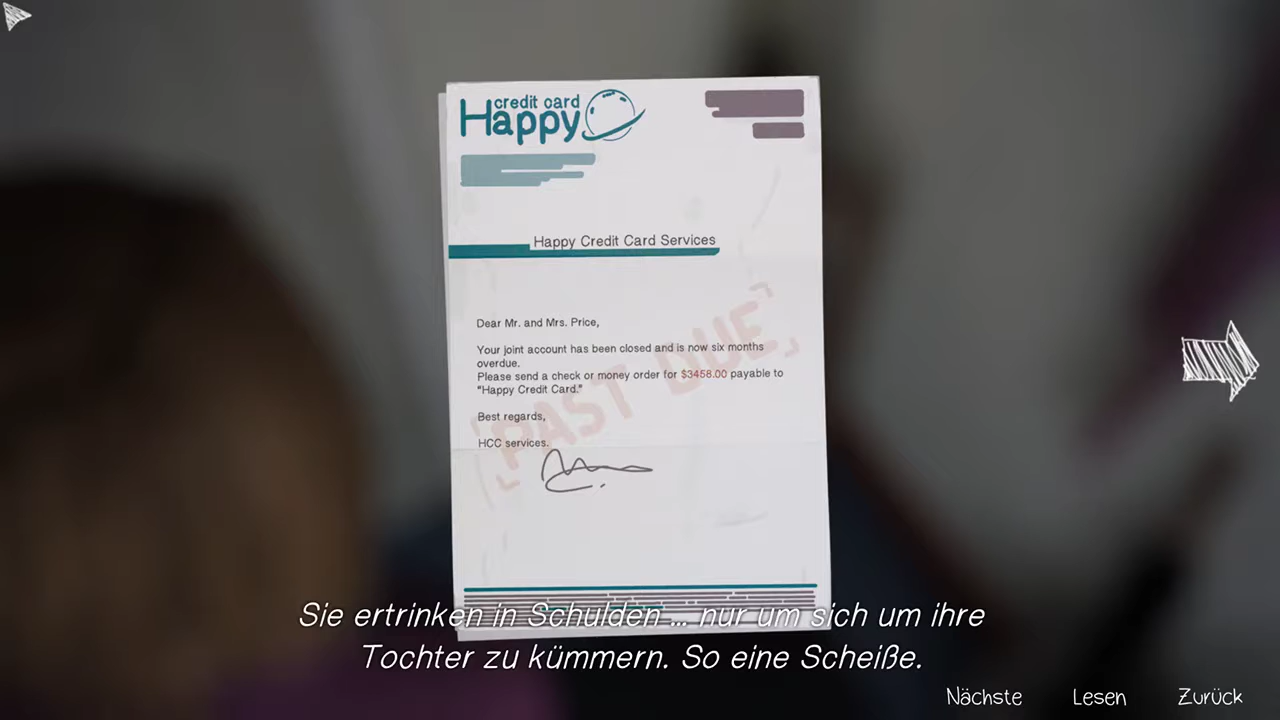 credit card
Happy
Happy Credit Card Services
Dear Mr. and Mrs. Price,
Your joint account has been closed and is now six months
overdue.
Please send a check or money order for $3458.00 payable to
"Happy Credit Card."
PAST DUE
Best regards,
HCC services.
Sie ertrinken in Schulden ... nur um sich um ihre
Tochter zu kümmern. So eine Scheiße.
Nächste Lesen Zurück